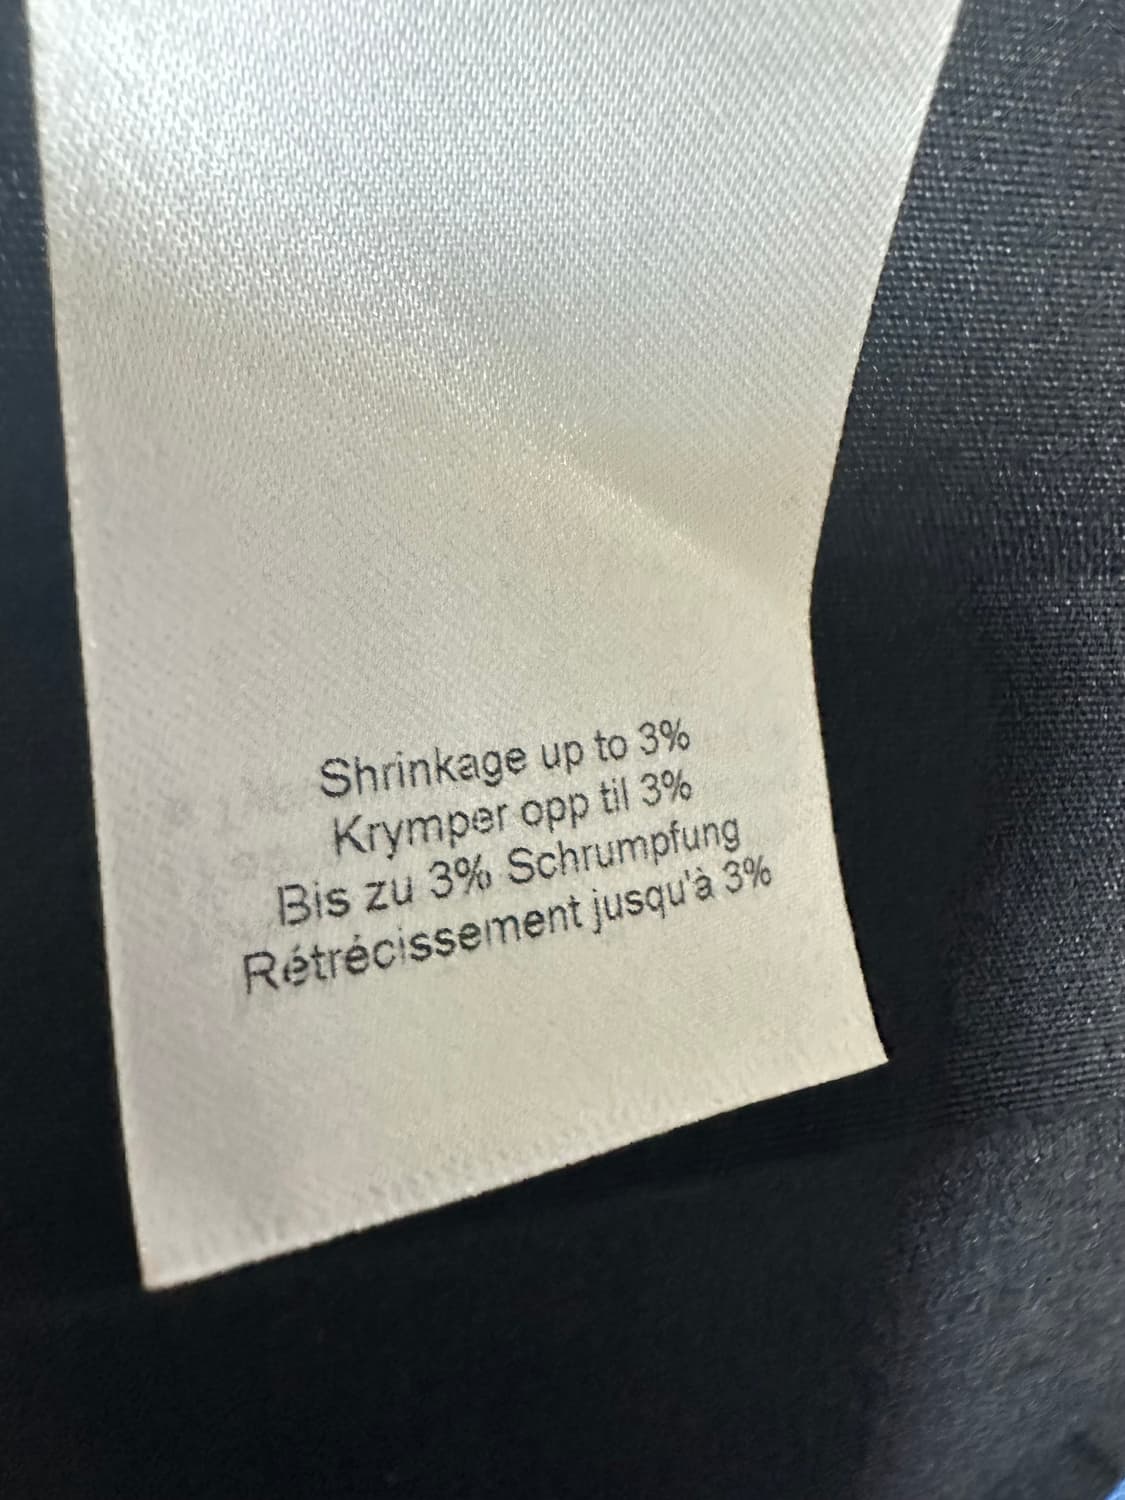 Shrinkage up to 3%
Krymper opp til 3%
Bis zu 3% Schrumpfung
Rétrécissement jusqu'à 3%